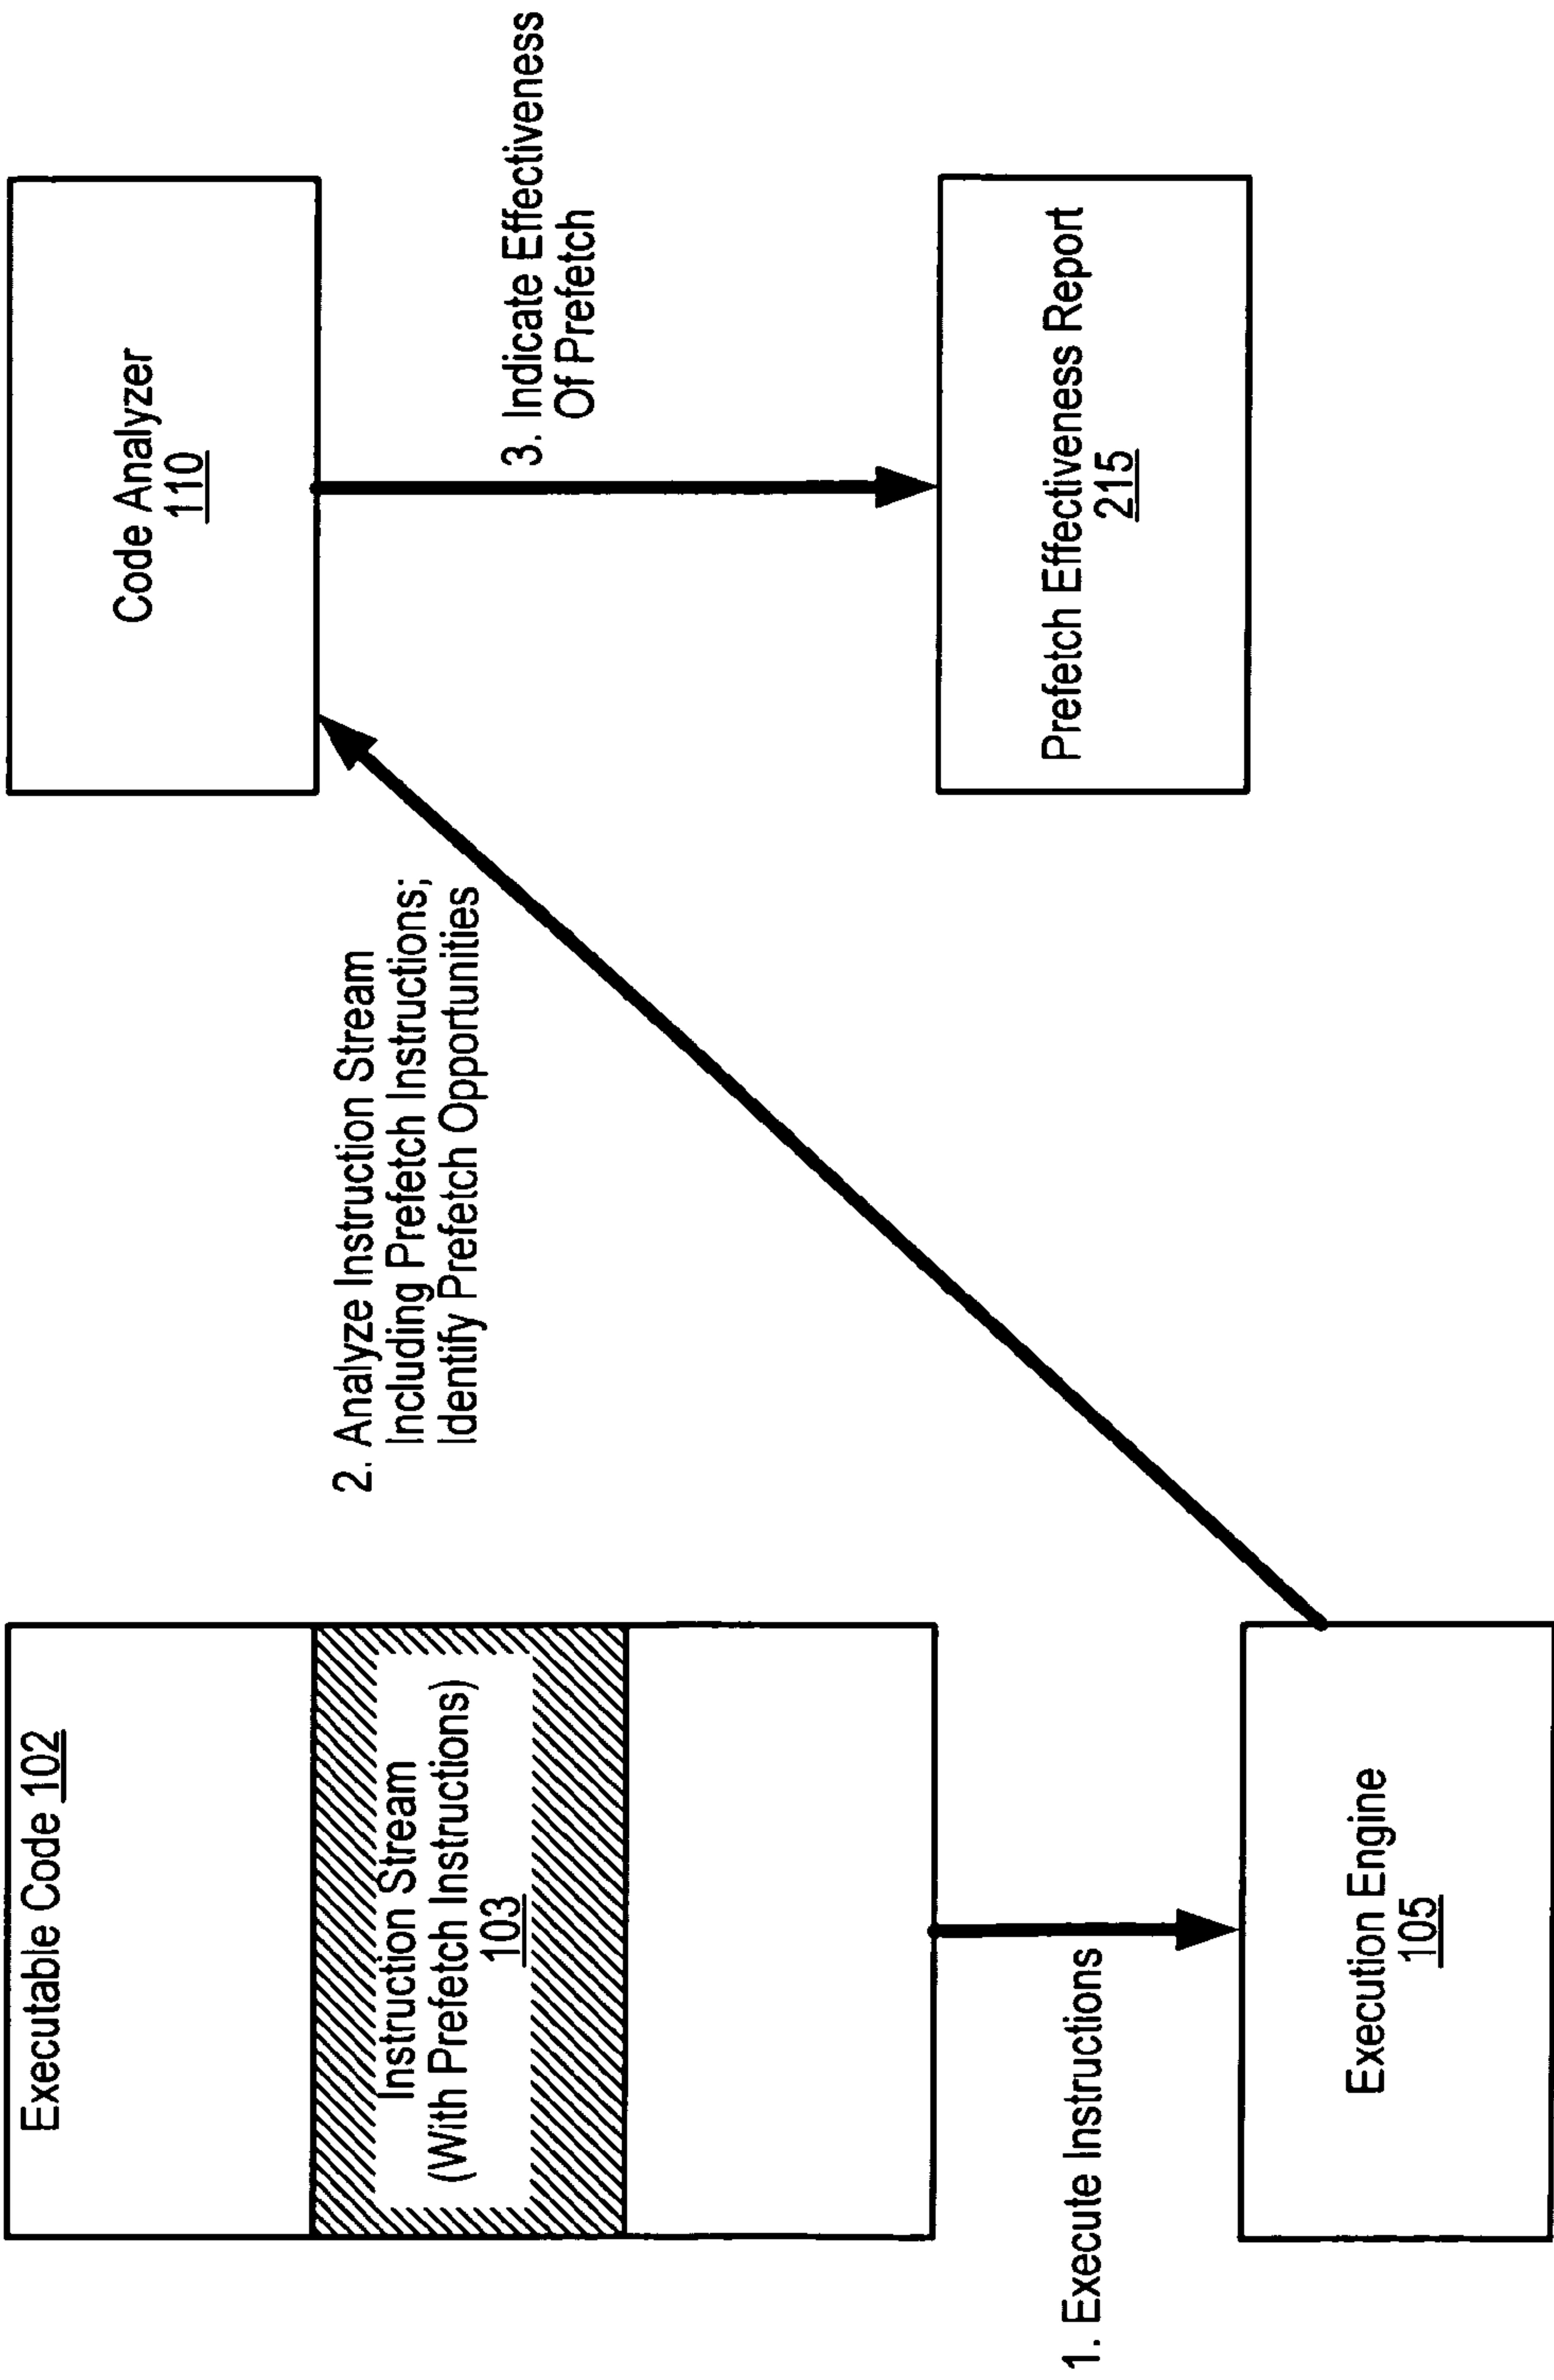 Executable Code 102
Instruction Stream
(With Prefetch Instructions)
103
1. Execute Instructions
Execution Engine
105
2. Analyze Instruction Stream
Including Prefetch Instructions;
Identify Prefetch Opportunities
Code Analyzer
110
3. Indicate Effectiveness
Of Prefetch
Prefetch Effectiveness Report
215